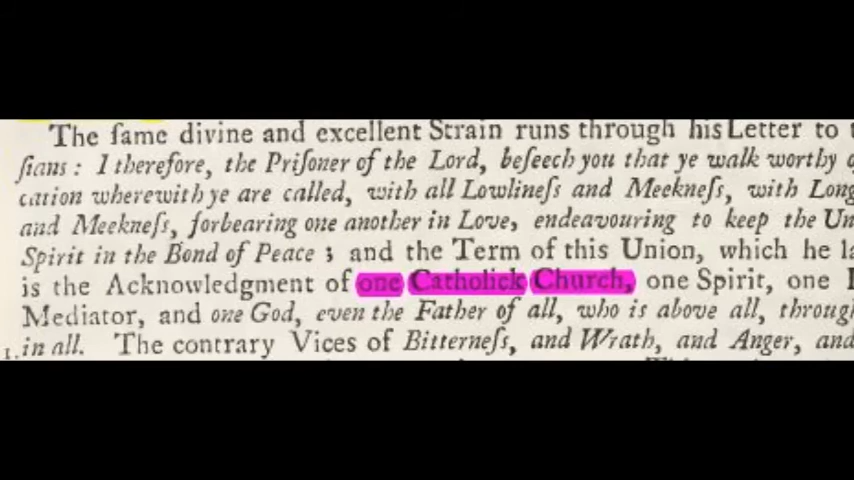 The ſame divine and excellent Strain runs through his Letter to
ſians: I therefore, the Priſoner of the Lord, beſeech you that ye walk worthy
cation wherewith ye are called, with all Lowlineſs and Meekneſs, with Long
and Meekneſs, forbearing one another in Love, endeavouring to keep the Un
Spirit in the Bond of Peace; and the Term of this Union, which he la
is the Acknowledgment of one Catholick Church, one Spirit, one
Mediator, and one God, even the Father of all, who is above all, through
1. in all. The contrary Vices of Bitterneſs, and Wrath, and Anger, and